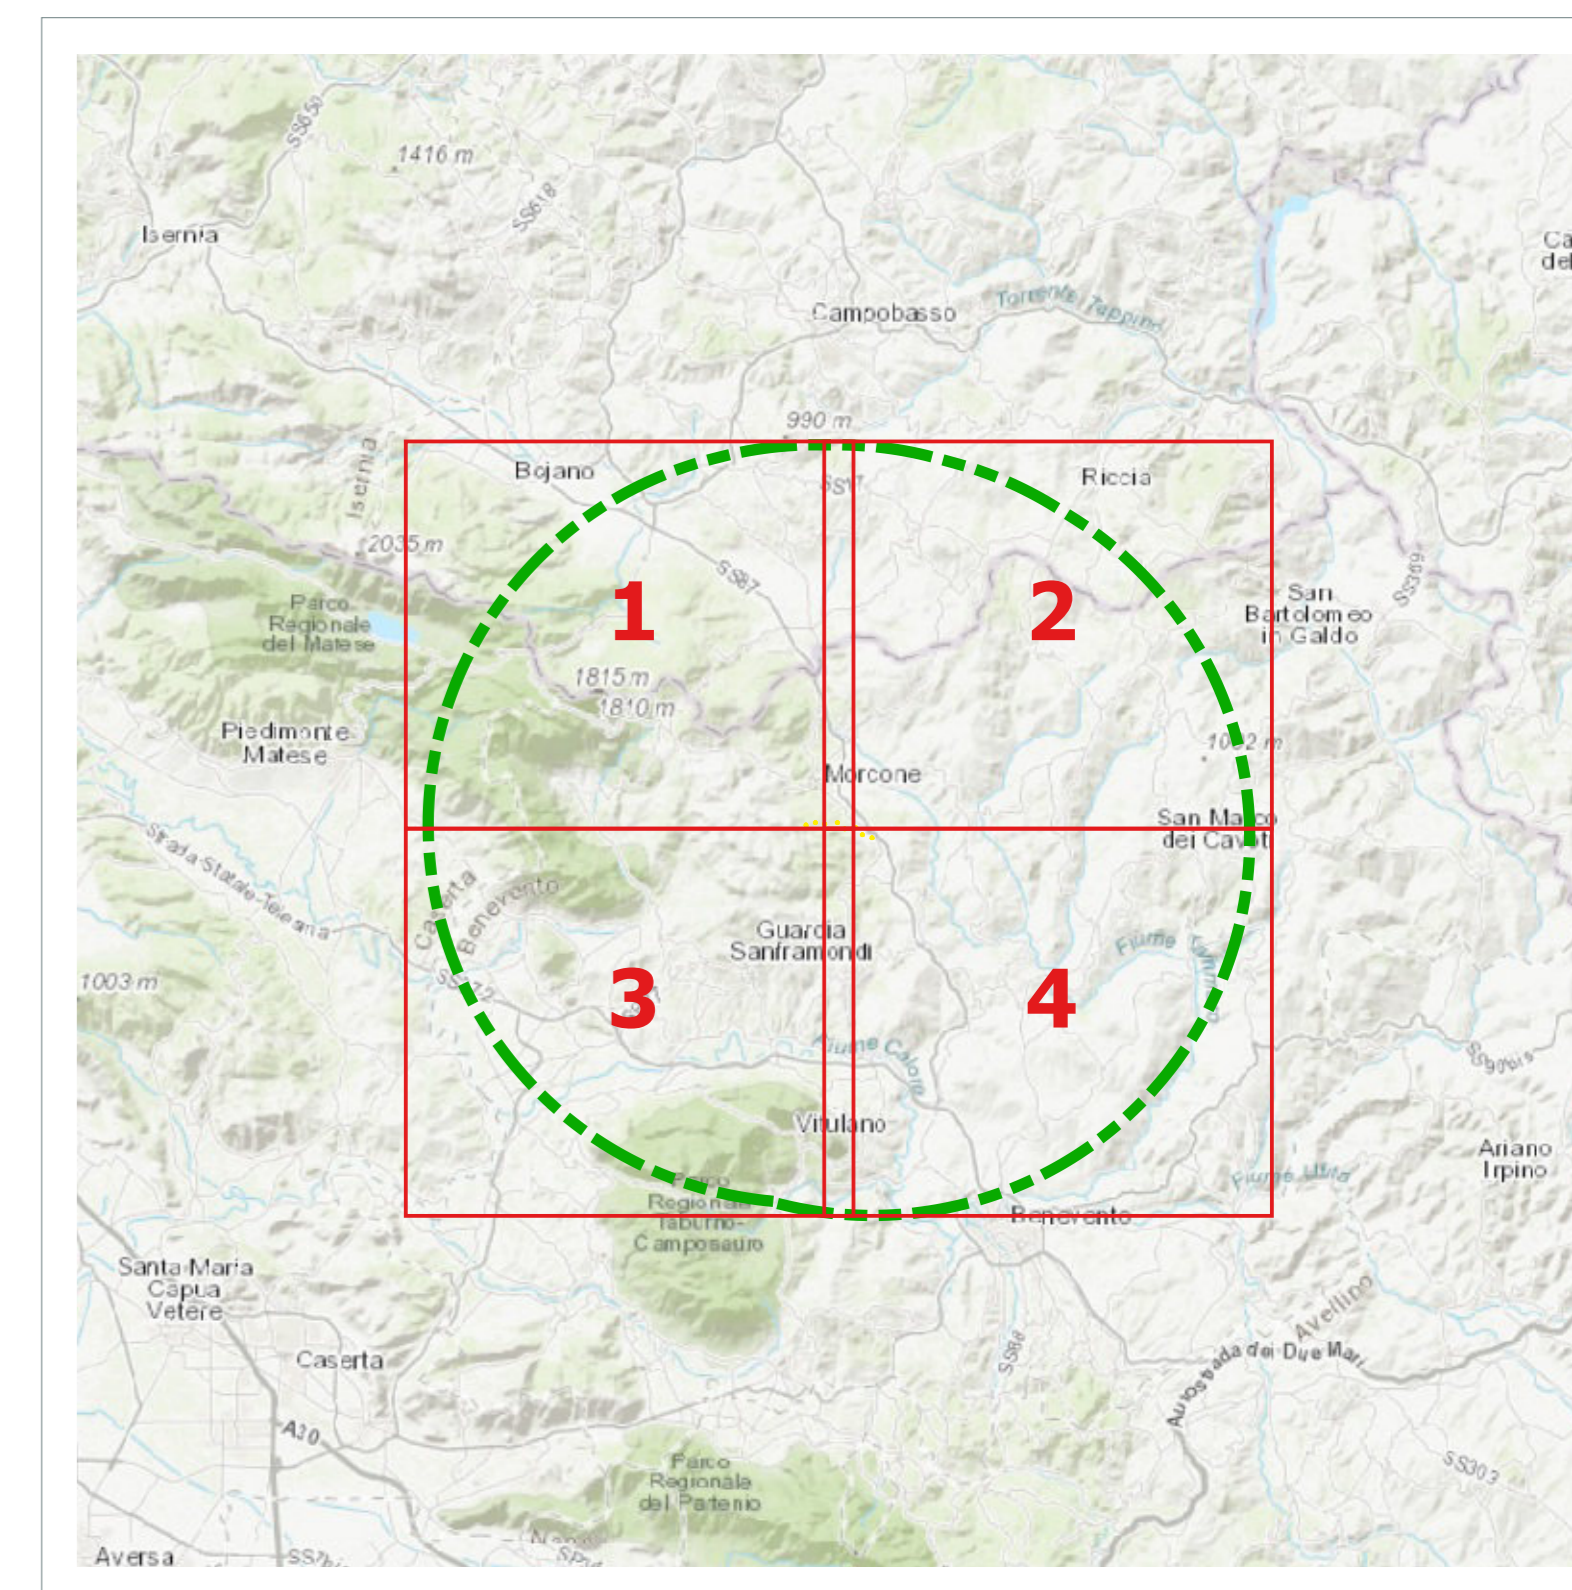 SS650
1416 m
SS618
Isernia
Campobasso
Torrente Tappino
990 m
Isernia
Bojano
SS17
Riccia
2035 m
SS87
SS369
1
2
Parco
Regionale
del Matese
San
Bartolomeo
in Galdo
1815 m
1810 m
Piedimonte
Matese
Morcone
San Marco
dei Cavoti
Strada Statale Telesina
Caserta
Benevento
Guardia
Sanframondi
Fiume
1003 m
SS372
3
4
Fiume Calore
SS90bis
Vitulano
Ariano
Irpino
Fiume Ufita
Parco
Regionale
Taburno-
Camposauro
Benevento
Santa Maria
Capua
Vetere
Avellino
Caserta
SS88
Autostrada dei Due Mari
A30
Parco
Regionale
del Partenio
SS303
Aversa